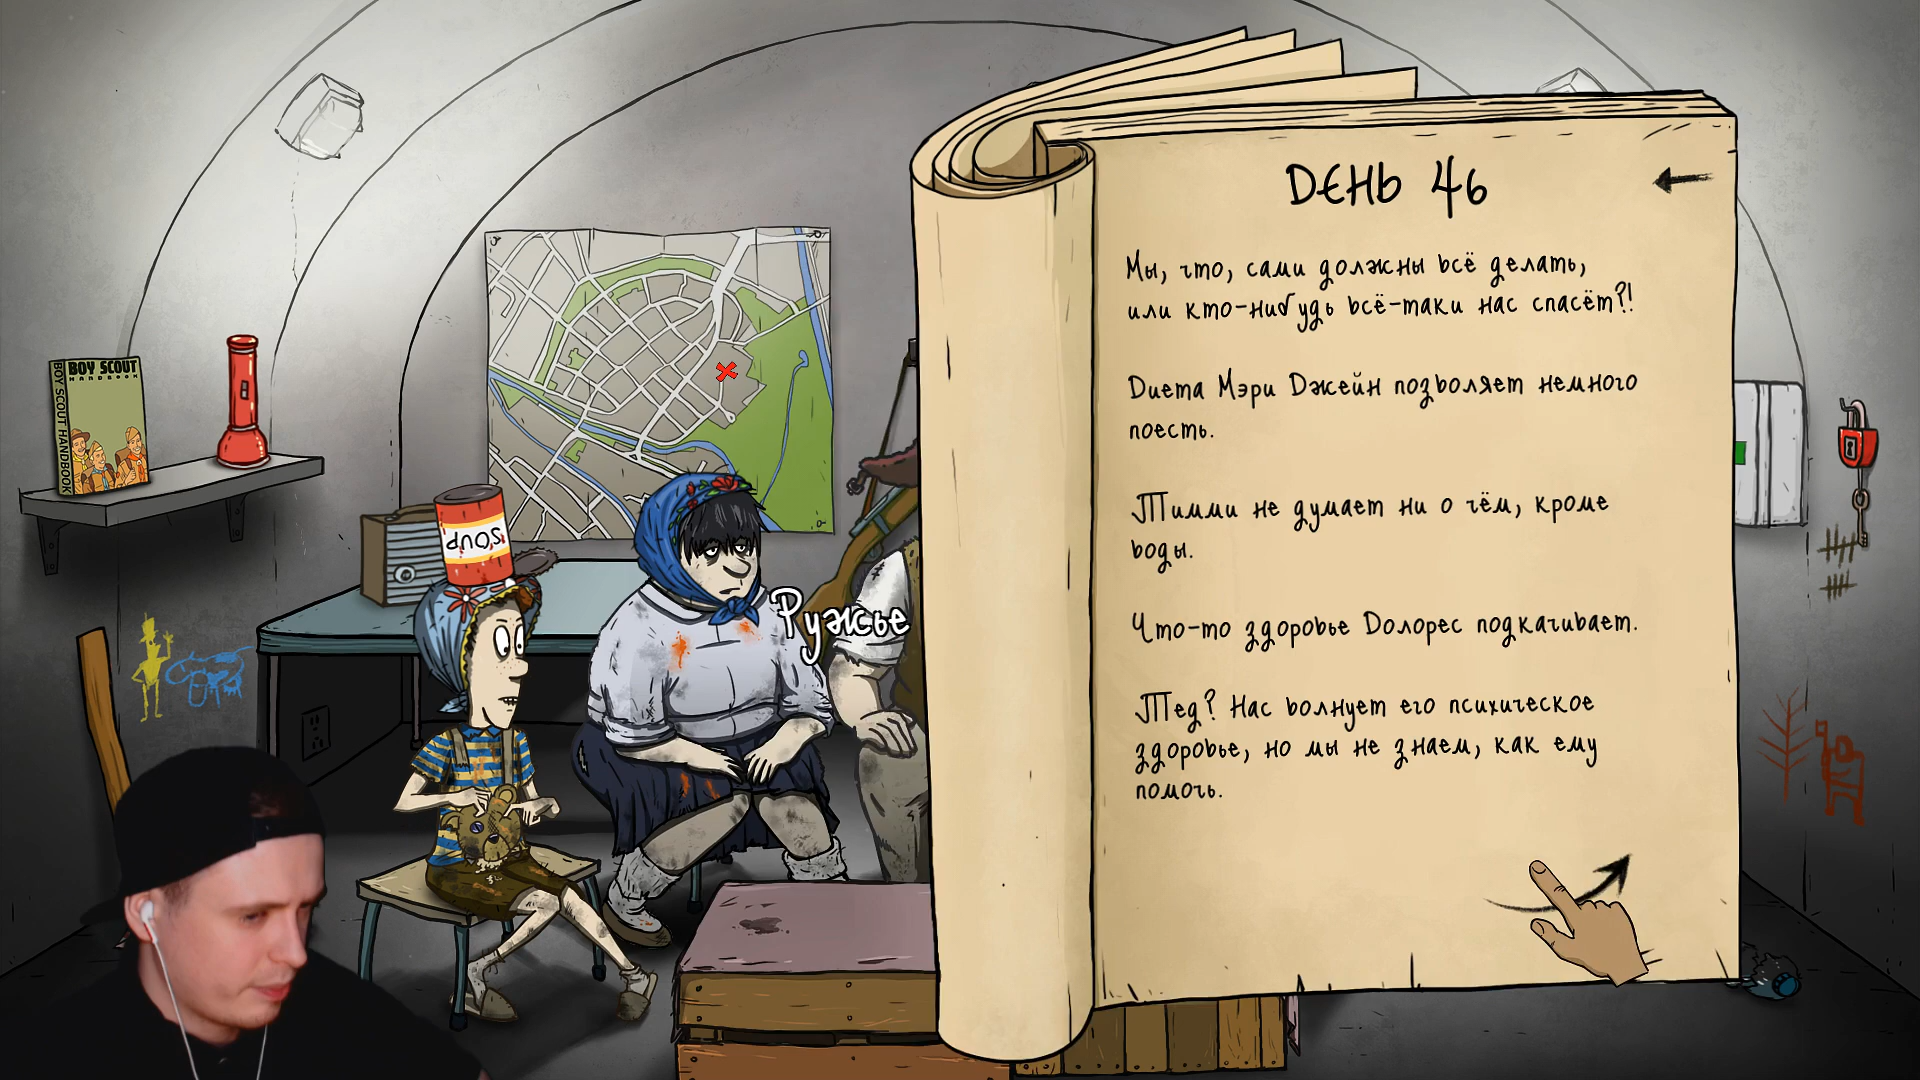 BOY SCOUT
HANDBOOK
BOY SCOUT HANDBOOK
SOUP
Ружье
ДЕНЬ 46
Мы, что, сами должны всё делать,
или кто-нибудь всё-таки нас спасёт?!
Диета Мэри Джейн позволяет немного
поесть.
Тимми не думает ни о чём, кроме
воды.
Что-то здоровье Долорес подкачивает.
Тед? Нас волнует его психическое
здоровье, но мы не знаем, как ему
помочь.